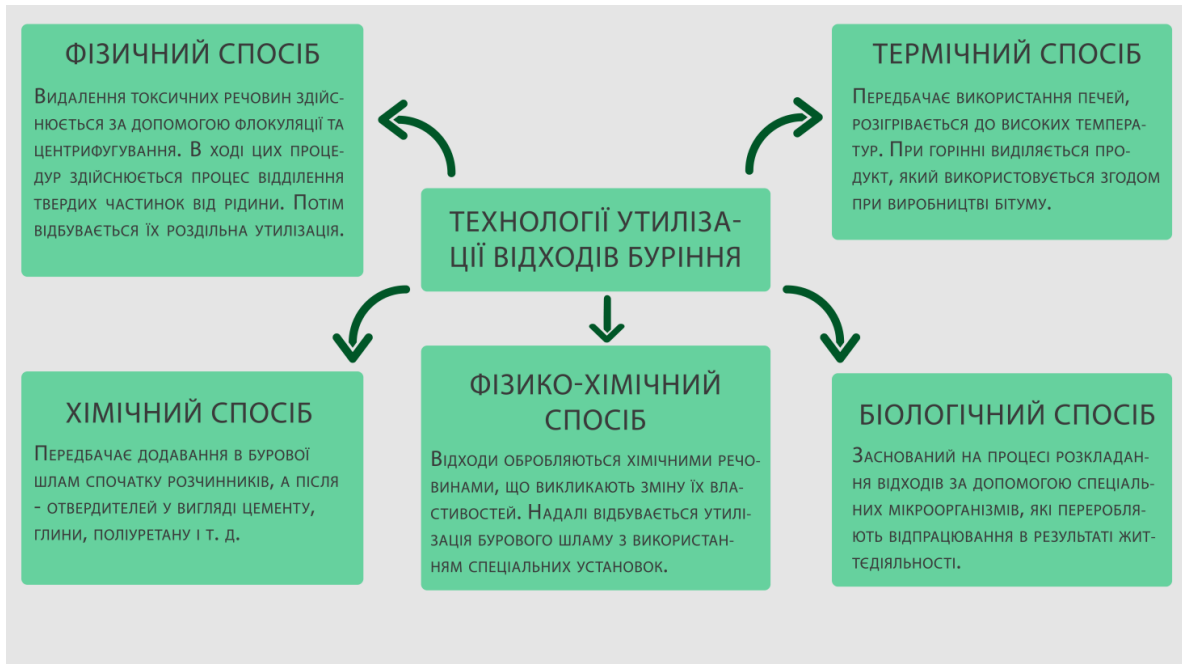 ФІЗИЧНИЙ СПОСІБ
Видалення токсичних речовин здійс-
нюється за допомогою флокуляції та
центрифугування. В ході цих проце-
дур здійснюється процес відділення
твердих частинок від рідини. Потім
відбувається їх роздільна утилізація.
ТЕРМІЧНИЙ СПОСІБ
Передбачає використання печей,
розігрівається до високих темпера-
тур. При горінні виділяється про-
дукт, який використовується згодом
при виробництві бітуму.
ТЕХНОЛОГІЇ УТИЛІЗА-
ЦІЇ ВІДХОДІВ БУРІННЯ
ХІМІЧНИЙ СПОСІБ
Передбачає додавання в бурової
шлам спочатку розчинників, а після
- отвердителей у вигляді цементу,
глини, поліуретану і т. д.
ФІЗИКО-ХІМІЧНИЙ
СПОСІБ
Відходи обробляються хімічними речо-
винами, що викликають зміну їх вла-
стивостей. Надалі відбувається утилі-
зація бурового шламу з використан-
ням спеціальних установок.
БІОЛОГІЧНИЙ СПОСІБ
Заснований на процесі розкладан-
ня відходів за допомогою спеціаль-
них мікроорганізмів, які переробля-
ють відпрацювання в результаті жит-
тєдіяльності.